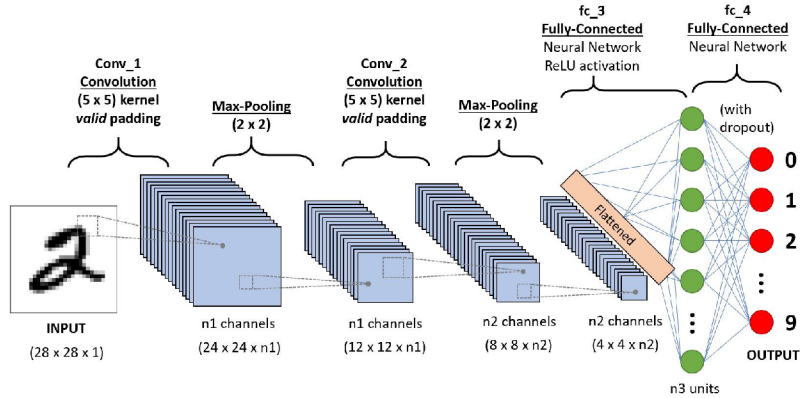 fc_3
Fully-Connected
Neural Network
ReLU activation
fc_4
Fully-Connected
Neural Network
Conv_1
Convolution
(5 x 5) kernel
valid padding
Max-Pooling
(2 x 2)
Conv_2
Convolution
(5 x 5) kernel
valid padding
Max-Pooling
(2 x 2)
(with
dropout)
2
Flattened
0
1
2
9
INPUT
(28 x 28 x 1)
n1 channels
(24 x 24 x n1)
n1 channels
(12 x 12 x n1)
n2 channels
(8 x 8 x n2)
n2 channels
(4 x 4 x n2)
OUTPUT
n3 units